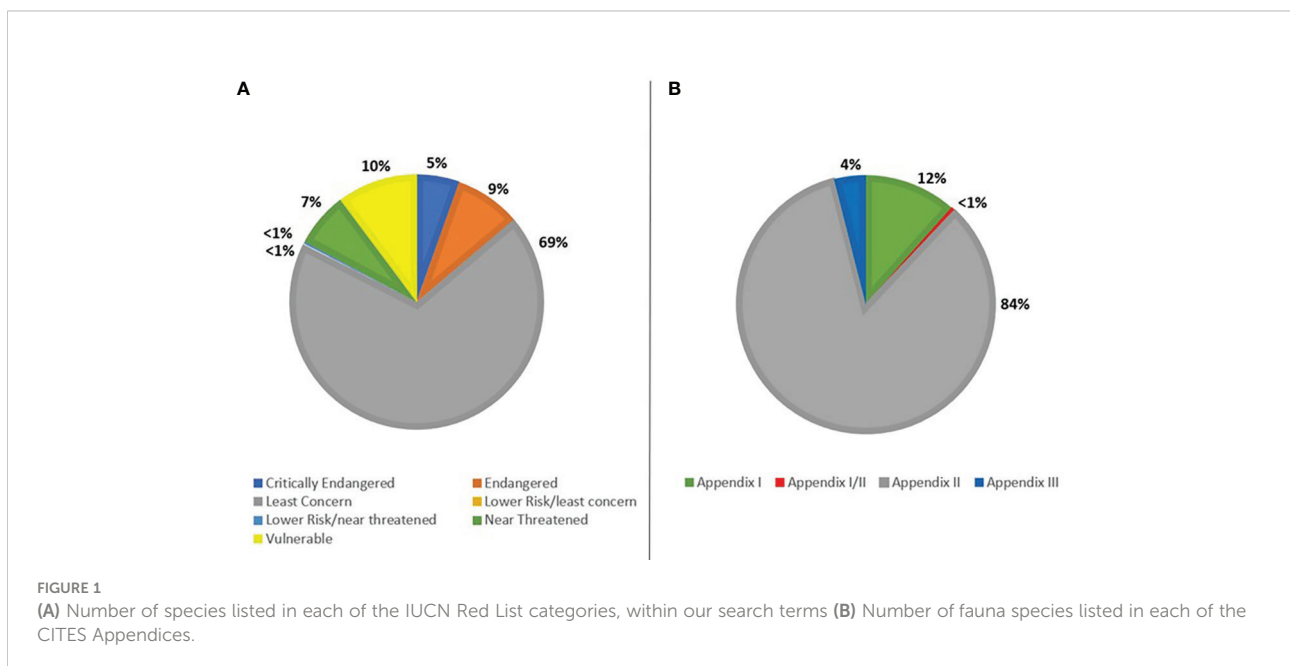 A
B
10%
5%
9%
7%
<1%
<1%
69%
4%
12%
<1%
84%
Critically Endangered
Endangered
Least Concern
Lower Risk/least concern
Lower Risk/near threatened
Near Threatened
Vulnerable
Appendix I Appendix I/II Appendix II Appendix III
FIGURE 1
(A) Number of species listed in each of the IUCN Red List categories, within our search terms (B) Number of fauna species listed in each of the
CITES Appendices.